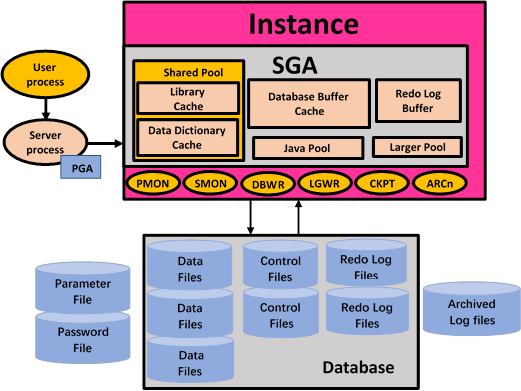 Instance
SGA
User
process
Server
process
PGA
Shared Pool
Library
Cache
Data Dictionary
Cache
Database Buffer
Cache
Redo Log
Buffer
Java Pool
Larger Pool
PMON
SMON
DBWR
LGWR
CKPT
ARCn
Parameter
File
Password
File
Data
Files
Data
Files
Data
Files
Control
Files
Control
Files
Redo Log
Files
Redo Log
Files
Database
Archived
Log files